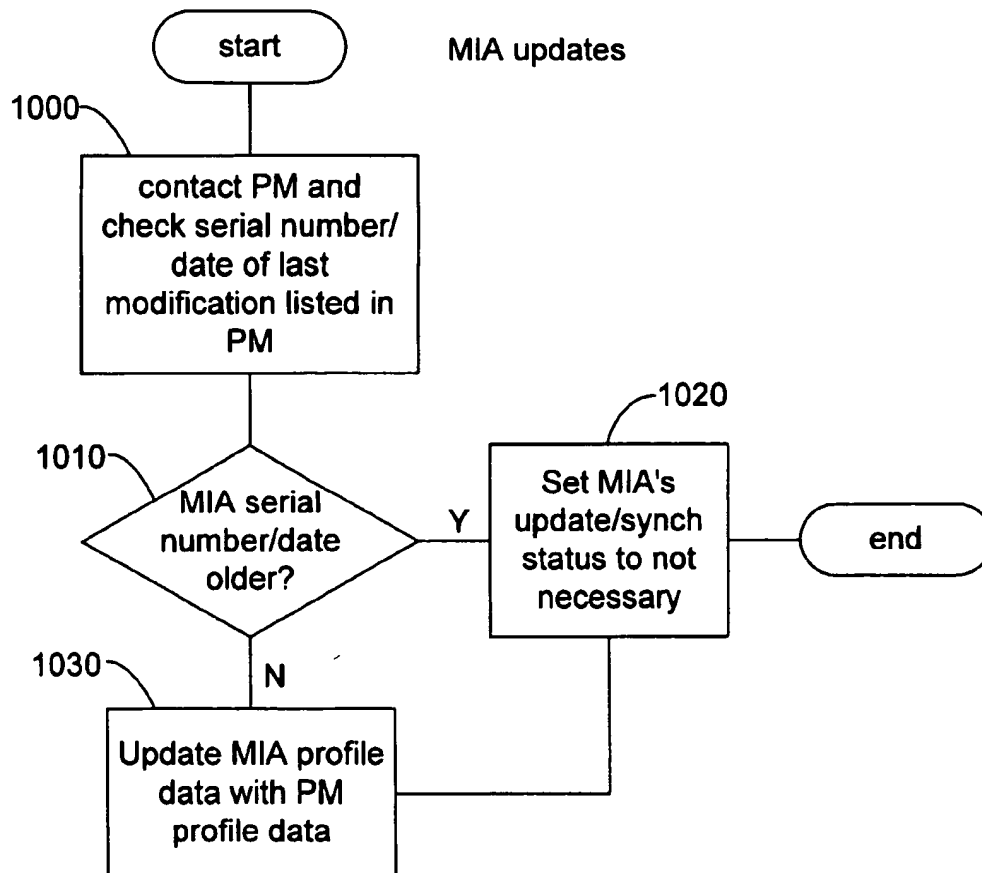 start
MIA updates
1000
contact PM and
check serial number/
date of last
modification listed in
PM
1010
MIA serial
number/date
older?
Y
1020
Set MIA's
update/synch
status to not
necessary
end
N
1030
Update MIA profile
data with PM
profile data